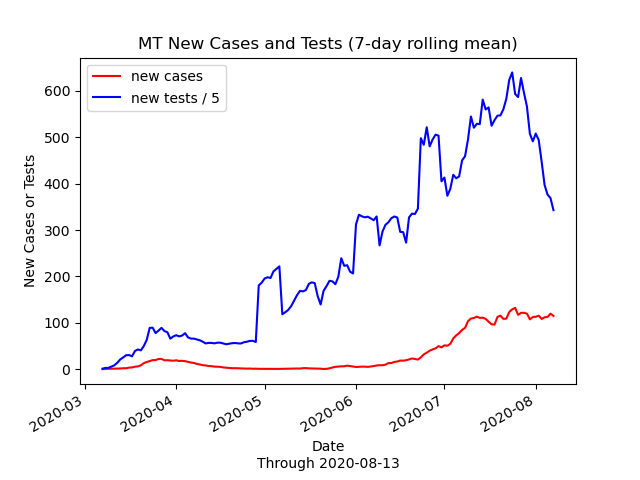 MT New Cases and Tests (7-day rolling mean)
new cases
new tests / 5
New Cases or Tests
600
500
400
300
200
100
0
2020-03
2020-04
2020-05
2020-06
2020-07
2020-08
Date
Through 2020-08-13